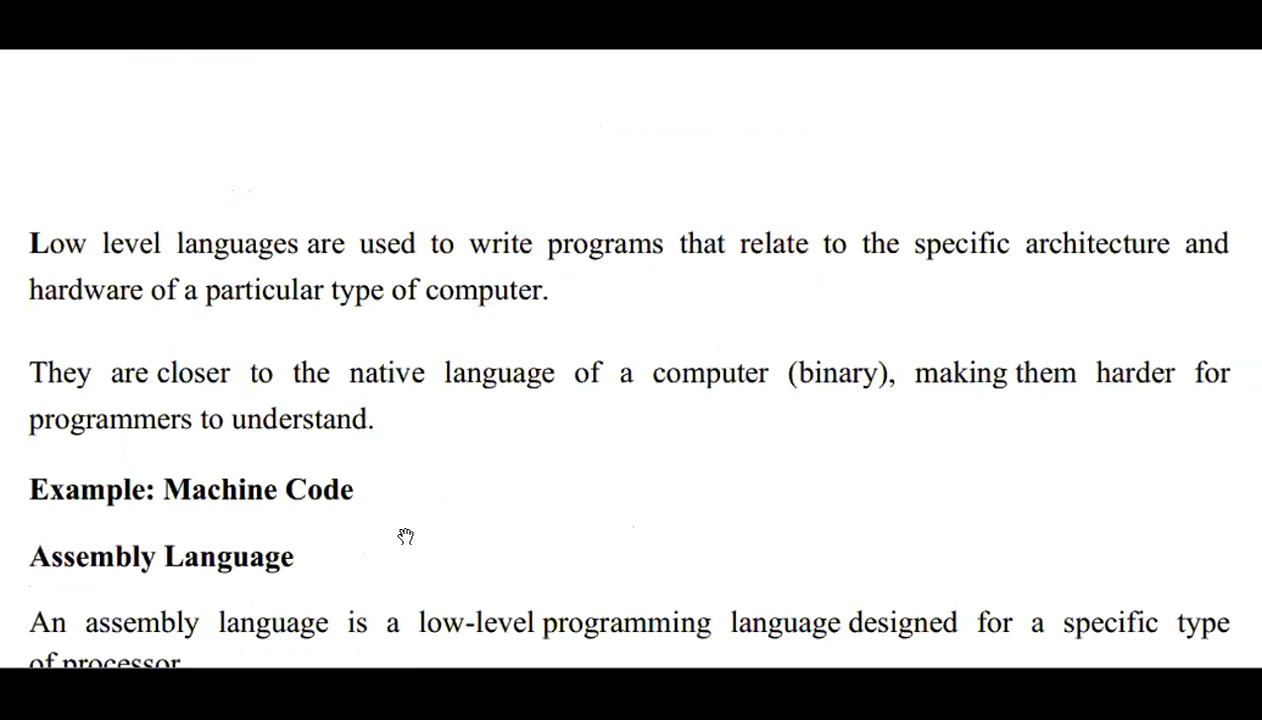 Low level languages are used to write programs that relate to the specific architecture and
hardware of a particular type of computer.
They are closer to the native language of a computer (binary), making them harder for
programmers to understand.
Example: Machine Code
Assembly Language
An assembly language is a low-level programming language designed for a specific type
of processor